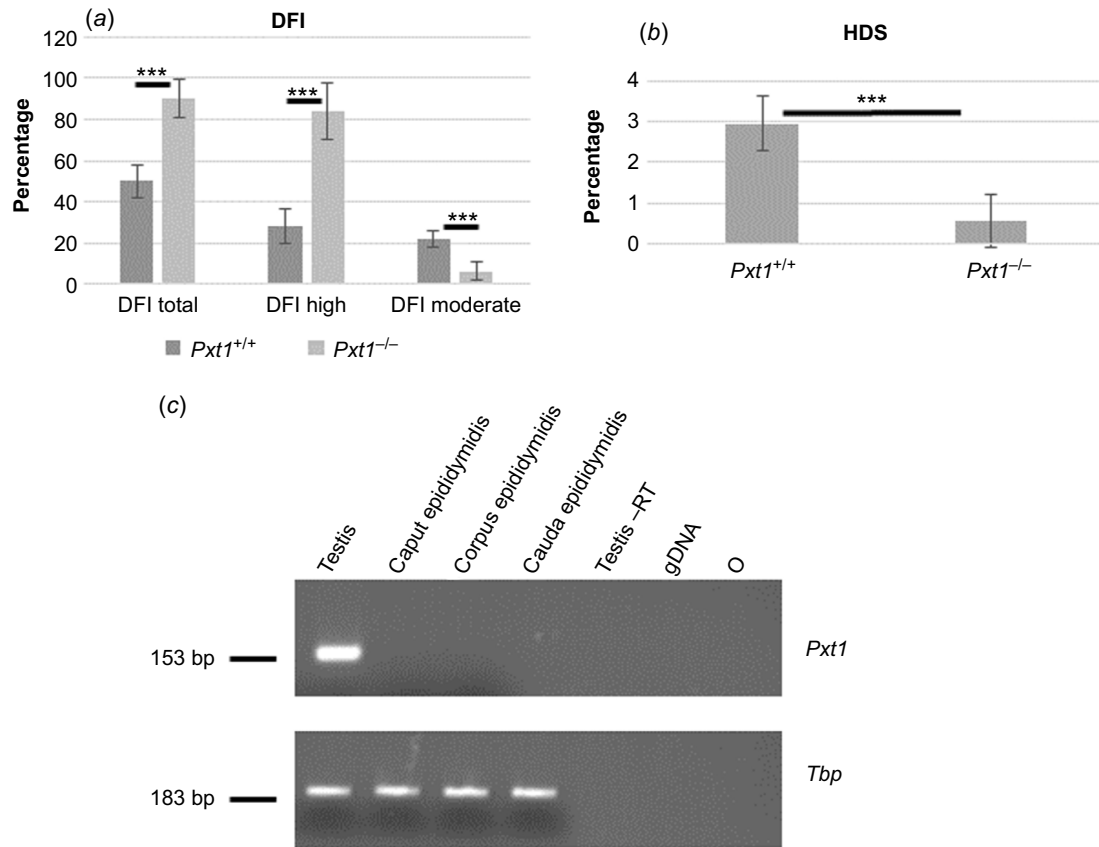 (a)
DFI
120
***
***
100
80
60
***
40
20
0
Percentage
DFI total
DFI high
DFI moderate
Pxt1+/+
Pxt1–/–
(b)
HDS
4
***
3
2
1
0
Percentage
Pxt1+/+
Pxt1–/–
(c)
Testis
Caput epididymidis
Corpus epididymidis
Cauda epididymidis
Testis –RT
gDNA
O
153 bp
Pxt1
Tbp
183 bp